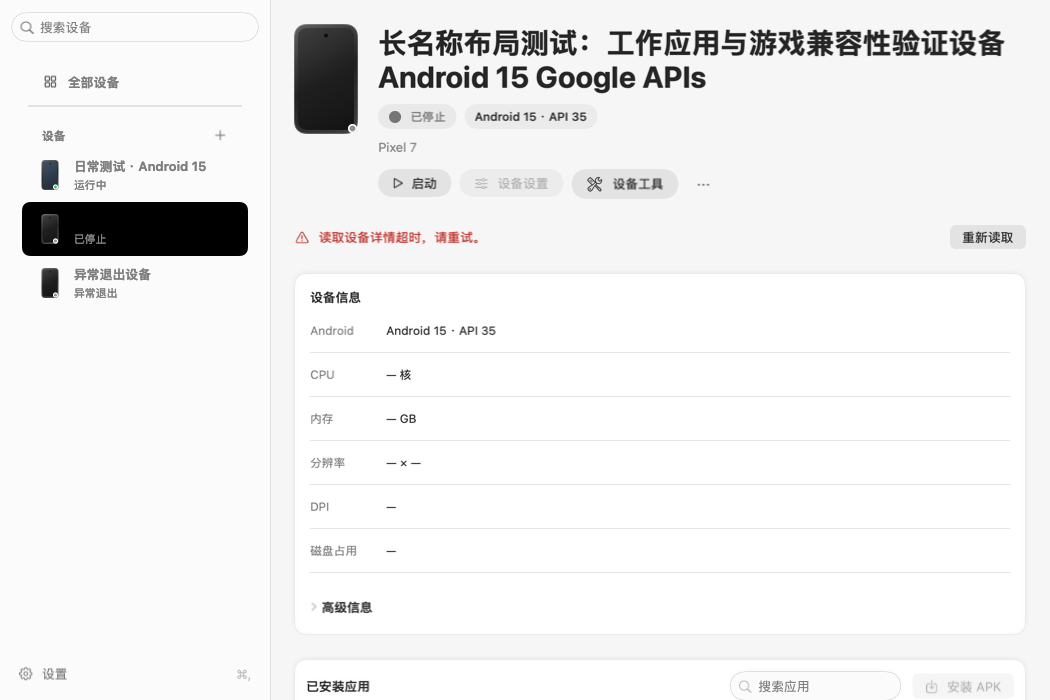 搜索设备
全部设备
设备
日常测试 · Android 15
运行中
已停止
异常退出设备
异常退出
设置
⌘,
长名称布局测试：工作应用与游戏兼容性验证设备
Android 15 Google APIs
已停止
Android 15 · API 35
Pixel 7
启动
设备设置
设备工具
读取设备详情超时，请重试。
重新读取
设备信息
Android
Android 15 · API 35
CPU
— 核
内存
— GB
分辨率
— × —
DPI
—
磁盘占用
—
高级信息
已安装应用
搜索应用
安装 APK